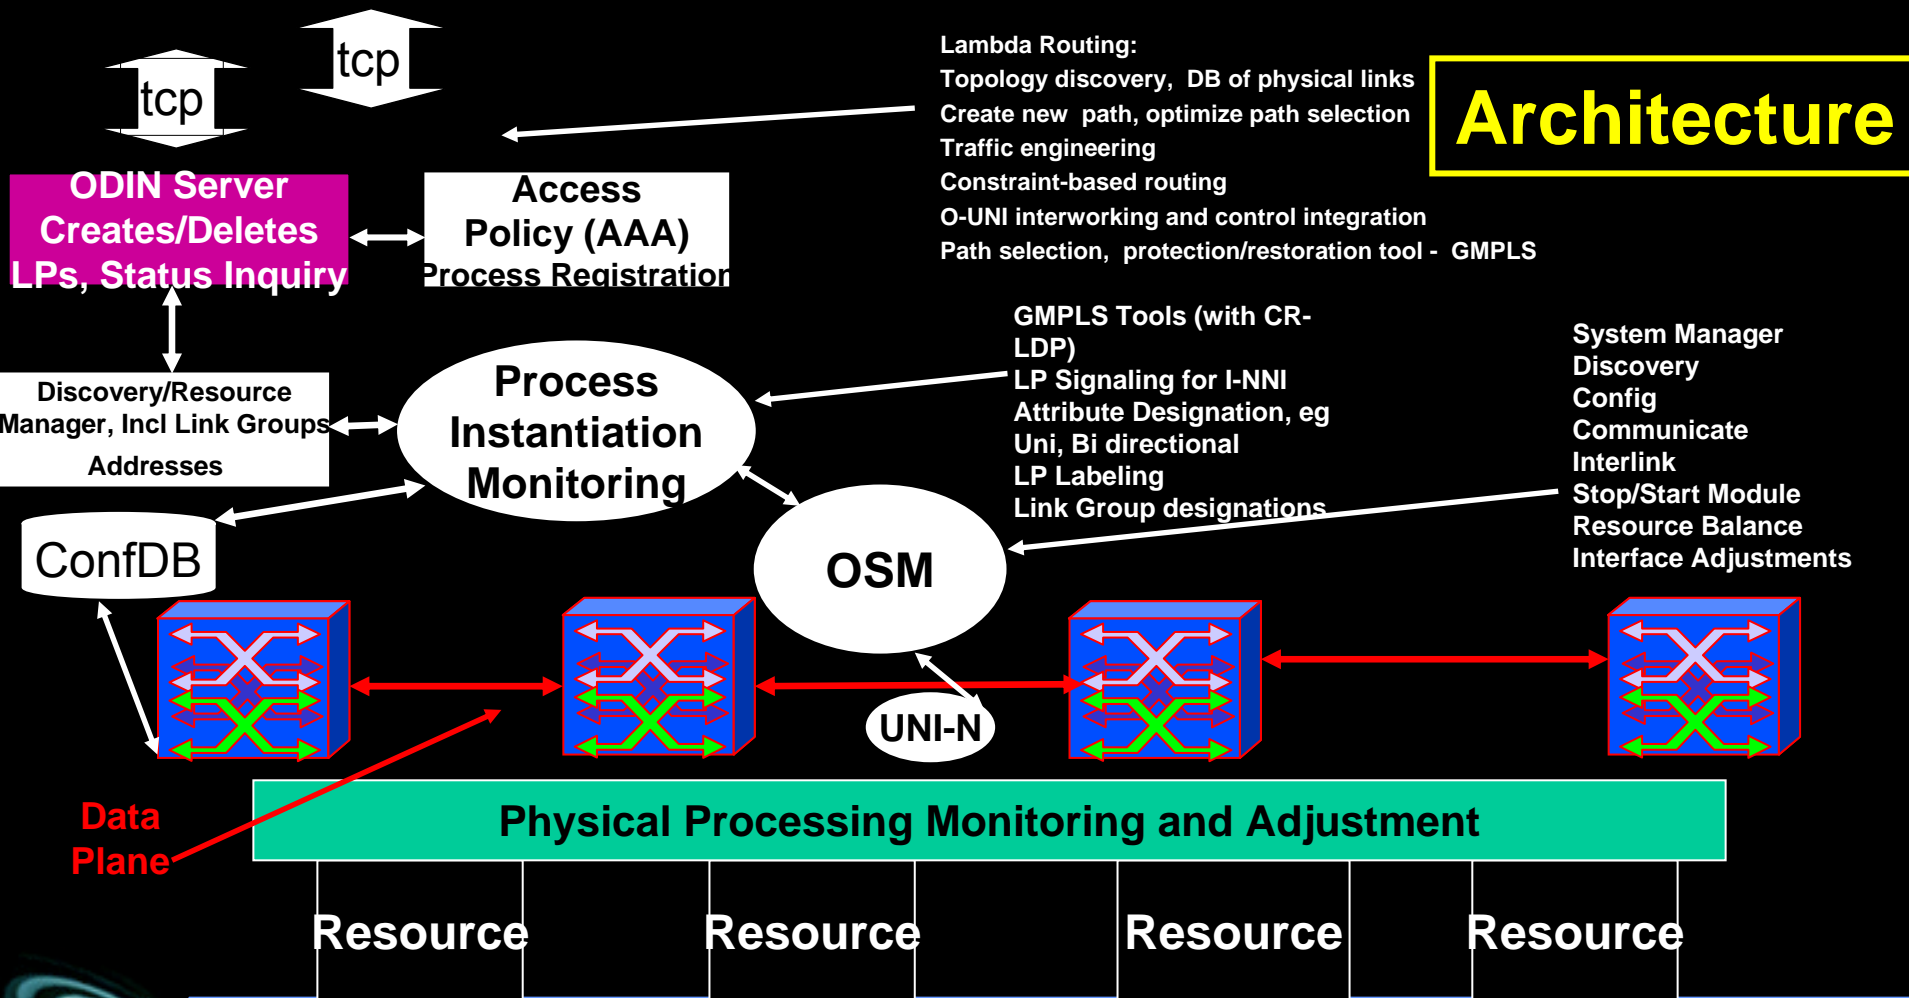 tcp
tcp
Lambda Routing:
Topology discovery, DB of physical links
Create new path, optimize path selection
Traffic engineering
Constraint-based routing
O-UNI interworking and control integration
Path selection, protection/restoration tool - GMPLS
Architecture
ODIN Server
Creates/Deletes
LPs, Status Inquiry
Access
Policy (AAA)
Process Registration
Discovery/Resource
Manager, Incl Link Groups
Addresses
Process
Instantiation
Monitoring
GMPLS Tools (with CR-
LDP)
LP Signaling for I-NNI
Attribute Designation, eg
Uni, Bi directional
LP Labeling
Link Group designations
System Manager
Discovery
Config
Communicate
Interlink
Stop/Start Module
Resource Balance
Interface Adjustments
ConfDB
OSM
UNI-N
Data
Plane
Physical Processing Monitoring and Adjustment
Resource
Resource
Resource
Resource